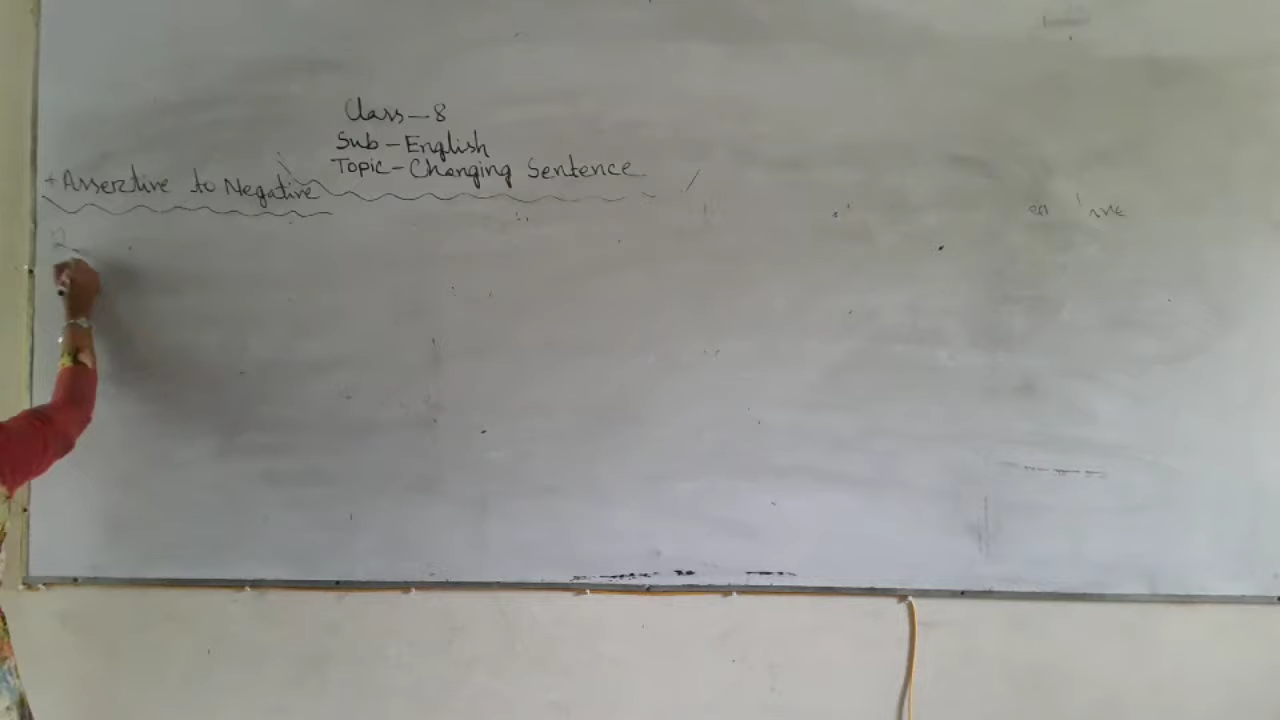 Class - 8
Sub - English
Topic - Changing Sentence
+ Assertive to Negative